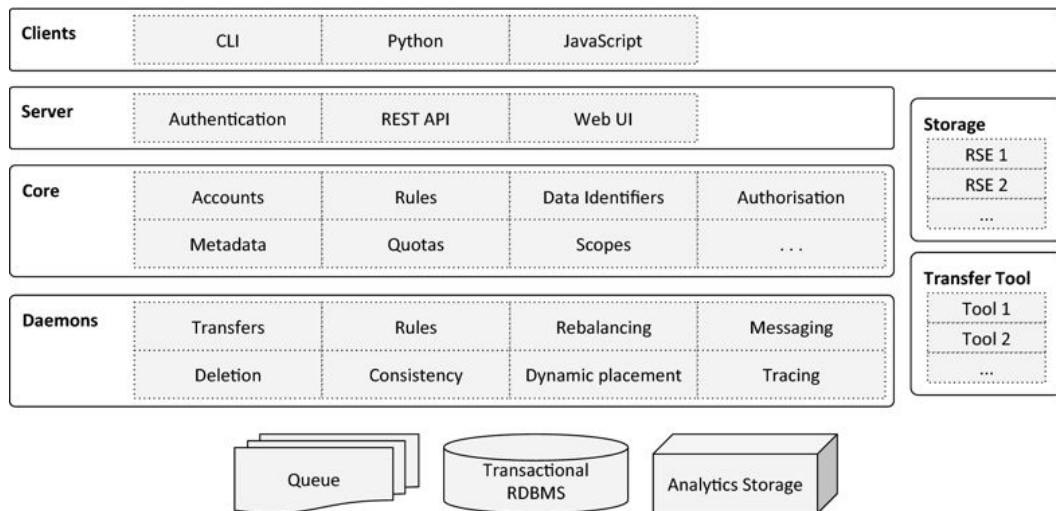 Clients
CLI Python JavaScript
Server
Authentication REST API Web UI
Storage
RSE 1
RSE 2
...
Core
Accounts Rules Data Identifiers Authorisation
Metadata Quotas Scopes . . .
Transfer Tool
Tool 1
Tool 2
...
Daemons
Transfers Rules Rebalancing Messaging
Deletion Consistency Dynamic placement Tracing
Queue
Transactional
RDBMS
Analytics Storage